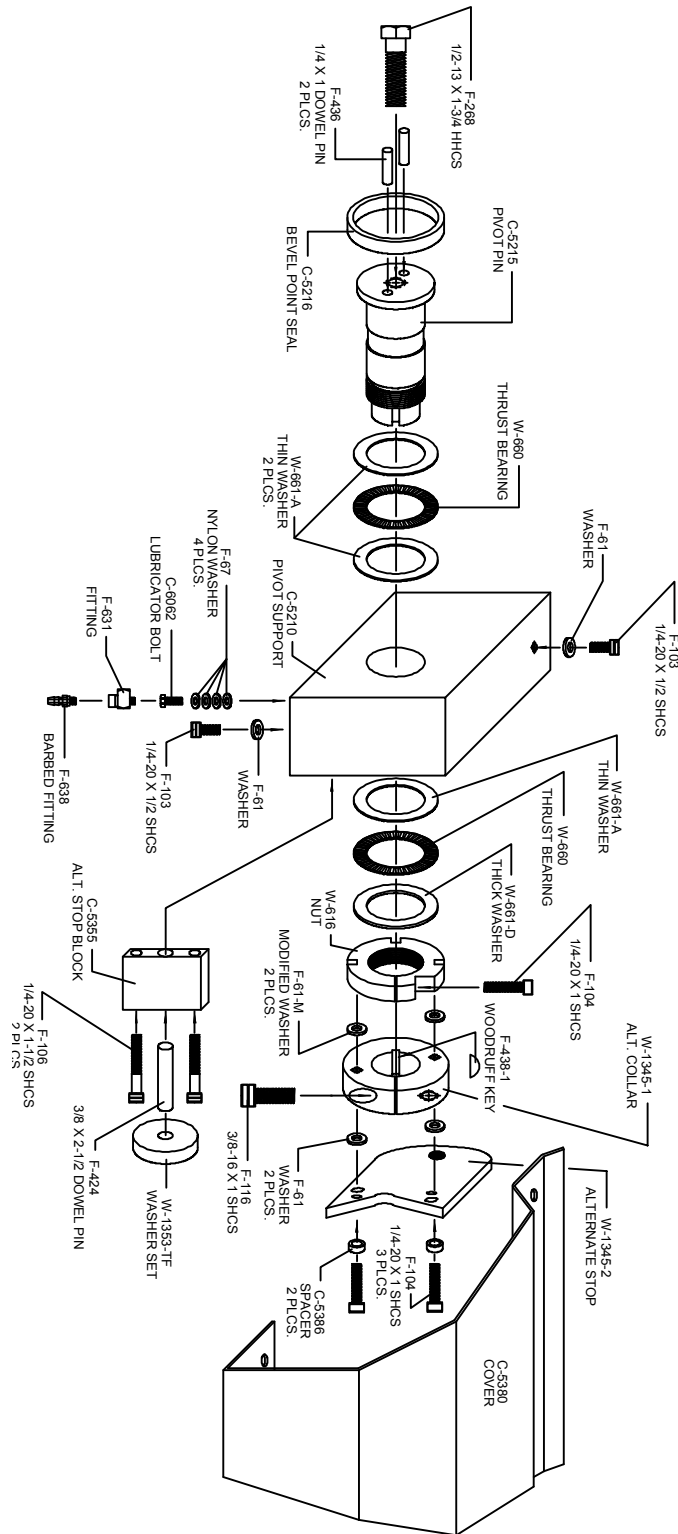 F-268
1/2-13 X 1-3/4 HHCS
F-436
1/4 X 1 DOWEL PIN
2 PLCS.
C-5215
PIVOT PIN
C-5216
BEVEL POINT SEAL
W-660
THRUST BEARING
W-661-A
THIN WASHER
2 PLCS.
F-61
WASHER
F-103
1/4-20 X 1/2 SHCS
C-5210
PIVOT SUPPORT
F-67
NYLON WASHER
4 PLCS.
C-6062
LUBRICATOR BOLT
F-631
FITTING
F-638
BARBED FITTING
F-61
WASHER
F-103
1/4-20 X 1/2 SHCS
W-661-A
THIN WASHER
W-660
THRUST BEARING
W-661-D
THICK WASHER
W-616
NUT
F-104
1/4-20 X 1 SHCS
F-61-M
MODIFIED WASHER
2 PLCS.
F-438-1
WOODRUFF KEY
W-1345-1
ALT. COLLAR
C-5355
ALT. STOP BLOCK
F-106
1/4-20 X 1-1/2 SHCS
2 PLCS.
F-424
3/8 X 2-1/2 DOWEL PIN
W-1353-TF
WASHER SET
F-116
3/8-16 X 1 SHCS
F-61
WASHER
2 PLCS.
W-1345-2
ALTERNATE STOP
F-104
1/4-20 X 1 SHCS
3 PLCS.
C-5386
SPACER
2 PLCS.
C-5380
COVER